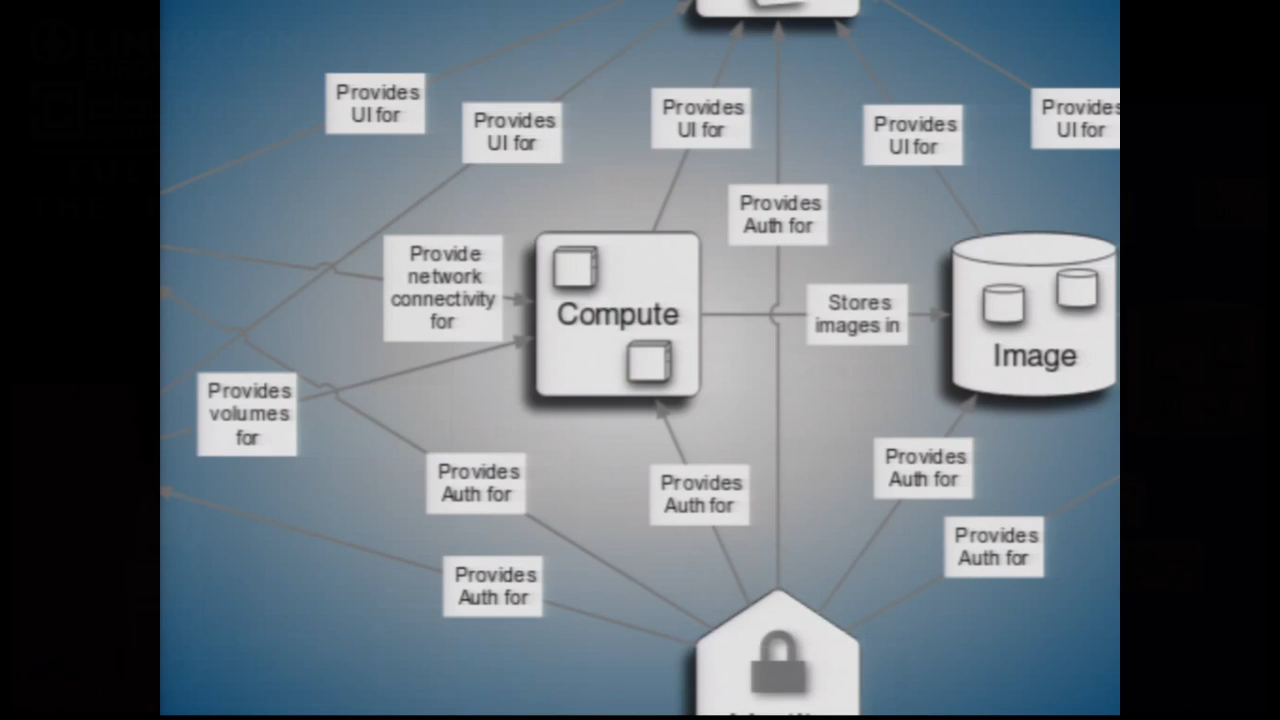 Provides
UI for
Provides
UI for
Provides
UI for
Provides
UI for
Provides
UI for
Provides
Auth for
Provide
network
connectivity
for
Compute
Stores
images in
Image
Provides
volumes
for
Provides
Auth for
Provides
Auth for
Provides
Auth for
Provides
Auth for
Provides
Auth for